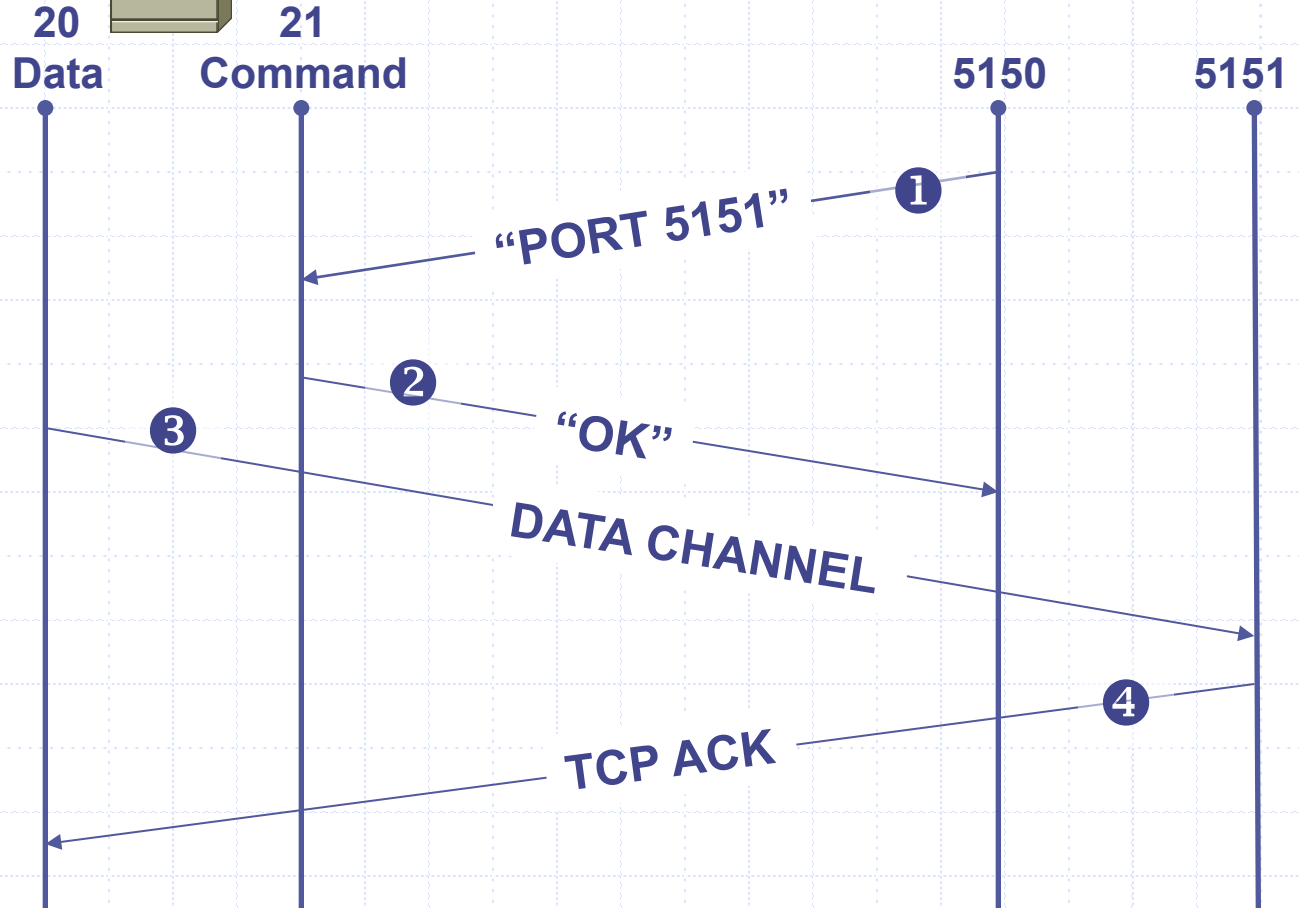 20 21
Data Command 5150 5151
1
“PORT 5151”
2
“OK”
3
DATA CHANNEL
4
TCP ACK